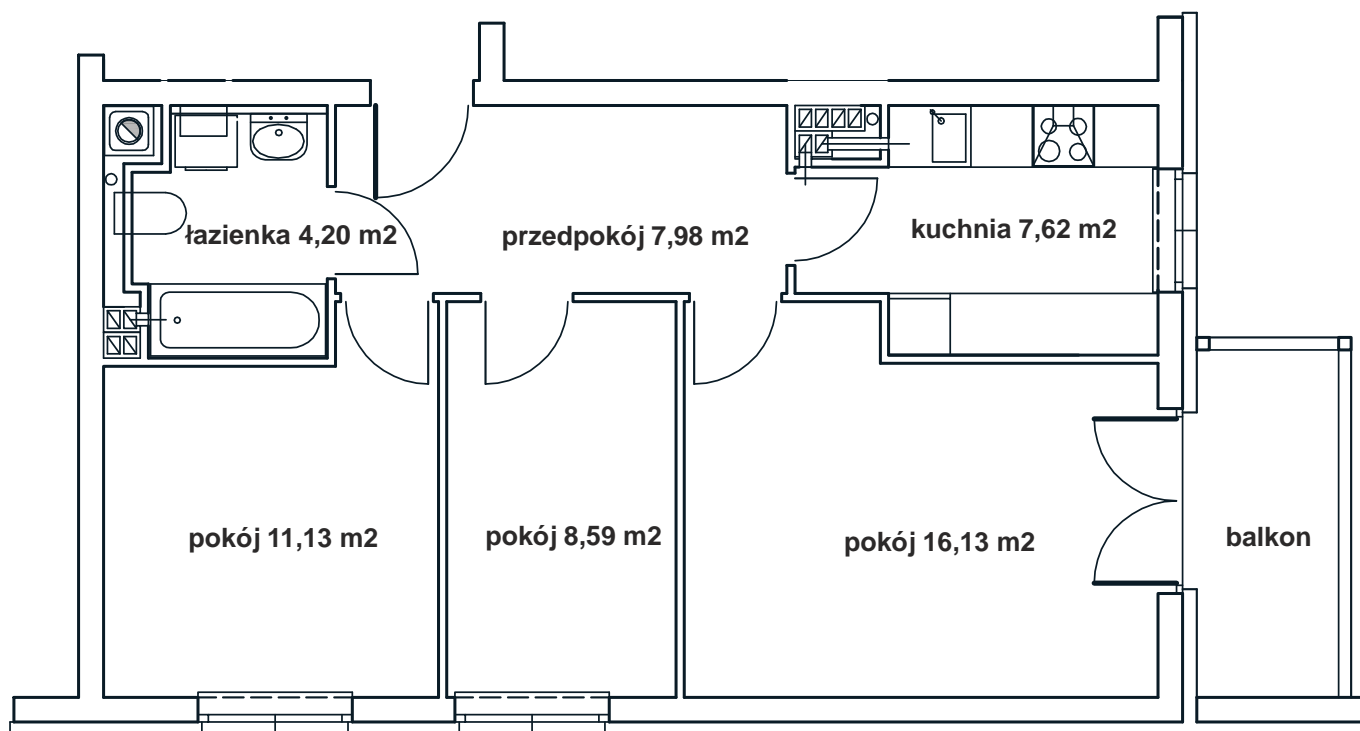 łazienka 4,20 m2
przedpokój 7,98 m2
kuchnia 7,62 m2
pokój 11,13 m2
pokój 8,59 m2
pokój 16,13 m2
balkon